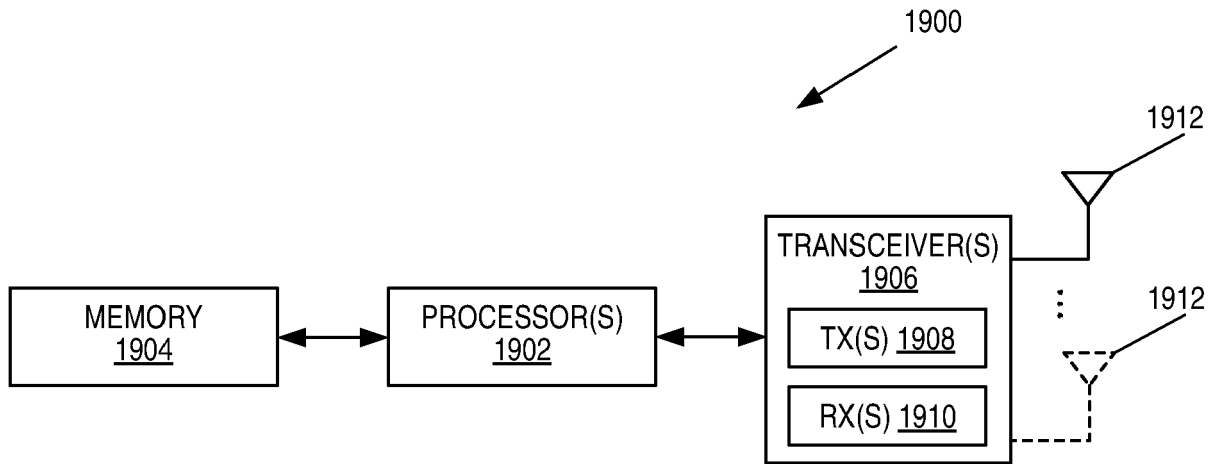 1900
1912
TRANSCEIVER(S)
1906
1912
MEMORY
1904
PROCESSOR(S)
1902
TX(S) 1908
RX(S) 1910